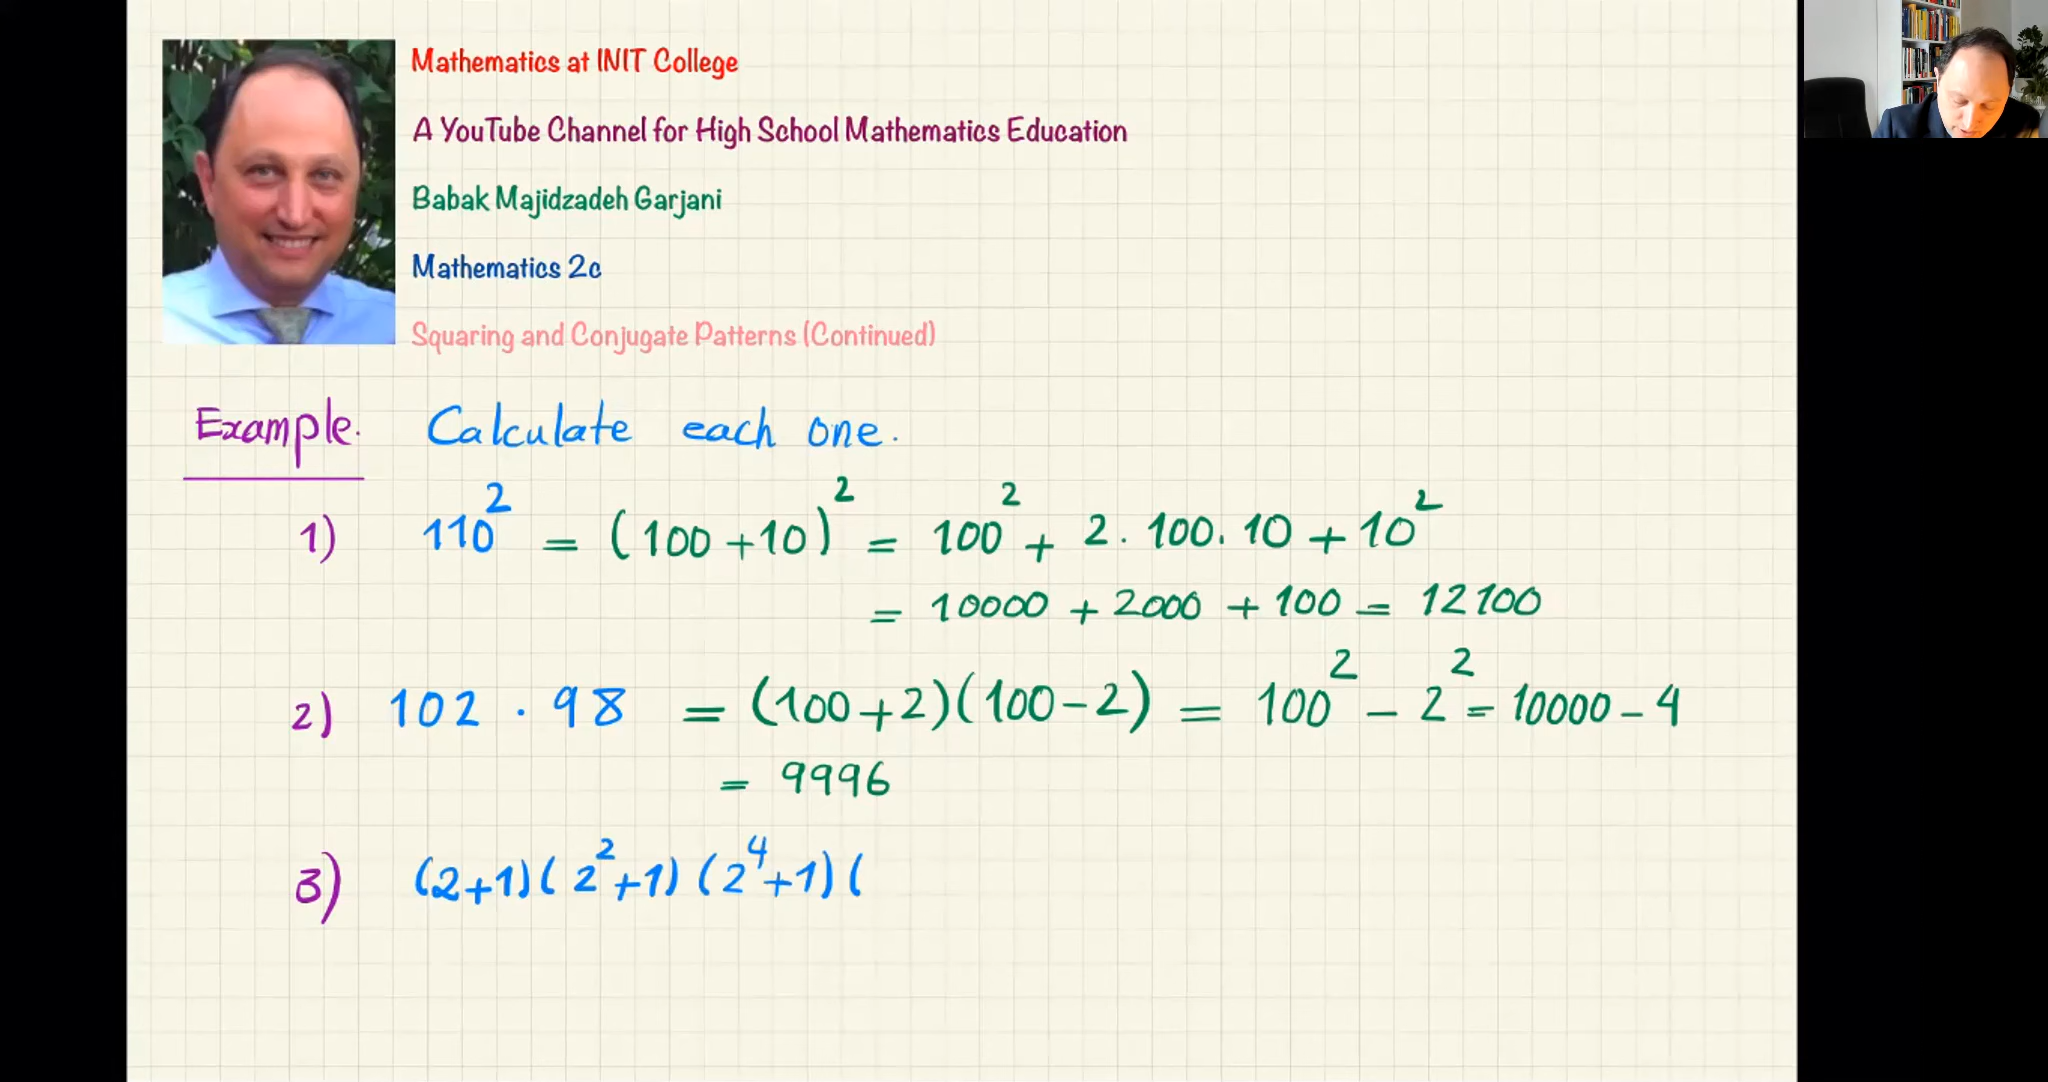 Mathematics at INIT College
A YouTube Channel for High School Mathematics Education
Babak Majidzadeh Garjani
Mathematics 2c
Squaring and Conjugate Patterns (Continued)
Example. Calculate each one.
1) 110² = (100+10)² = 100² + 2 · 100 · 10 + 10²
= 10000 + 2000 + 100 = 12100
2) 102 · 98 = (100+2)(100-2) = 100² - 2² = 10000 - 4
= 9996
3) (2+1)(2²+1)(2⁴+1)(